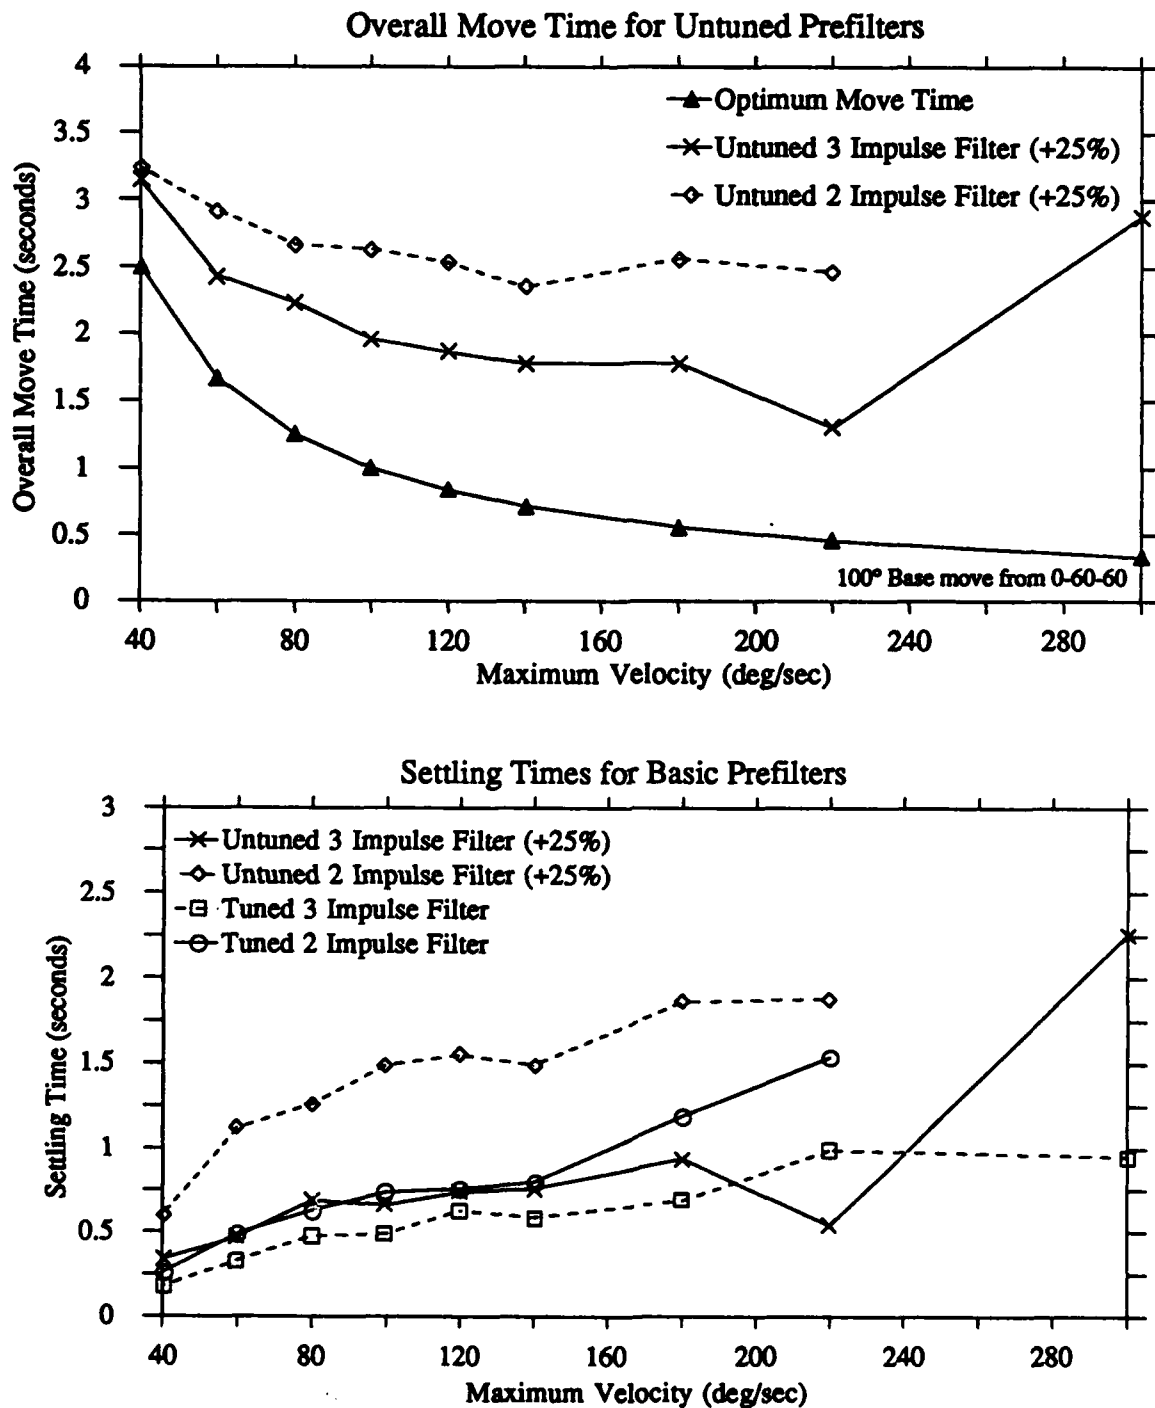 Overall Move Time for Untuned Prefilters
4
3.5
3
2.5
2
1.5
1
0.5
0
Overall Move Time (seconds)
Optimum Move Time
Untuned 3 Impulse Filter (+25%)
Untuned 2 Impulse Filter (+25%)
100° Base move from 0-60-60
40 80 120 160 200 240 280
Maximum Velocity (deg/sec)
Settling Times for Basic Prefilters
3
2.5
2
1.5
1
0.5
0
Settling Time (seconds)
Untuned 3 Impulse Filter (+25%)
Untuned 2 Impulse Filter (+25%)
Tuned 3 Impulse Filter
Tuned 2 Impulse Filter
40 80 120 160 200 240 280
Maximum Velocity (deg/sec)